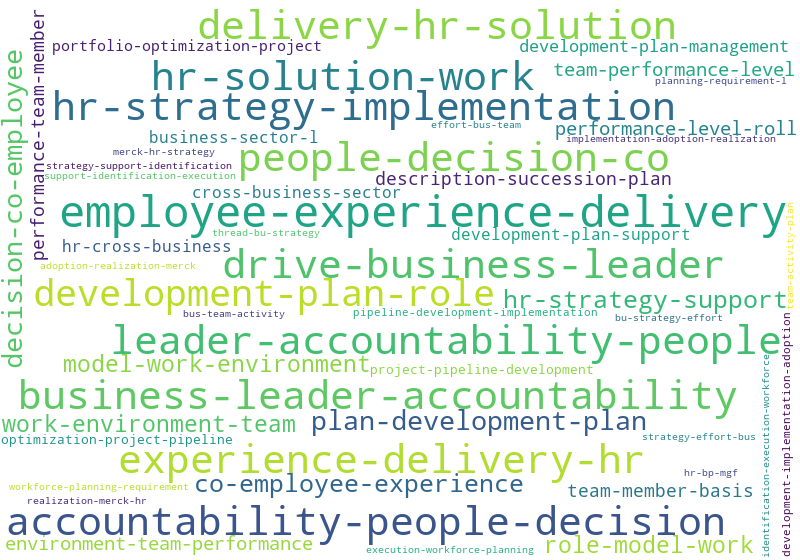 delivery-hr-solution
portfolio-optimization-project
development-plan-management
hr-solution-work
team-performance-level
planning-requirement-l
hr-strategy-implementation
effort-bus-team
performance-level-roll
business-sector-l
implementation-adoption-realization
merck-hr-strategy
people-decision-co
strategy-support-identification
support-identification-execution
description-succession-plan
cross-business-sector
employee-experience-delivery
thread-bu-strategy
development-plan-support
hr-cross-business
drive-business-leader
adoption-realization-merck
development-plan-role
hr-strategy-support
bus-team-activity
pipeline-development-implementation
bu-strategy-effort
leader-accountability-people
model-work-environment
project-pipeline-development
business-leader-accountability
work-environment-team
plan-development-plan
optimization-project-pipeline
strategy-effort-bus
experience-delivery-hr
hr-bp-mgf
workforce-planning-requirement
co-employee-experience
team-member-basis
realization-merck-hr
accountability-people-decision
environment-team-performance
execution-workforce-planning
role-model-work
decision-co-employee
performance-team-member
team-activity-plan
identification-execution-workforce
development-implementation-adoption